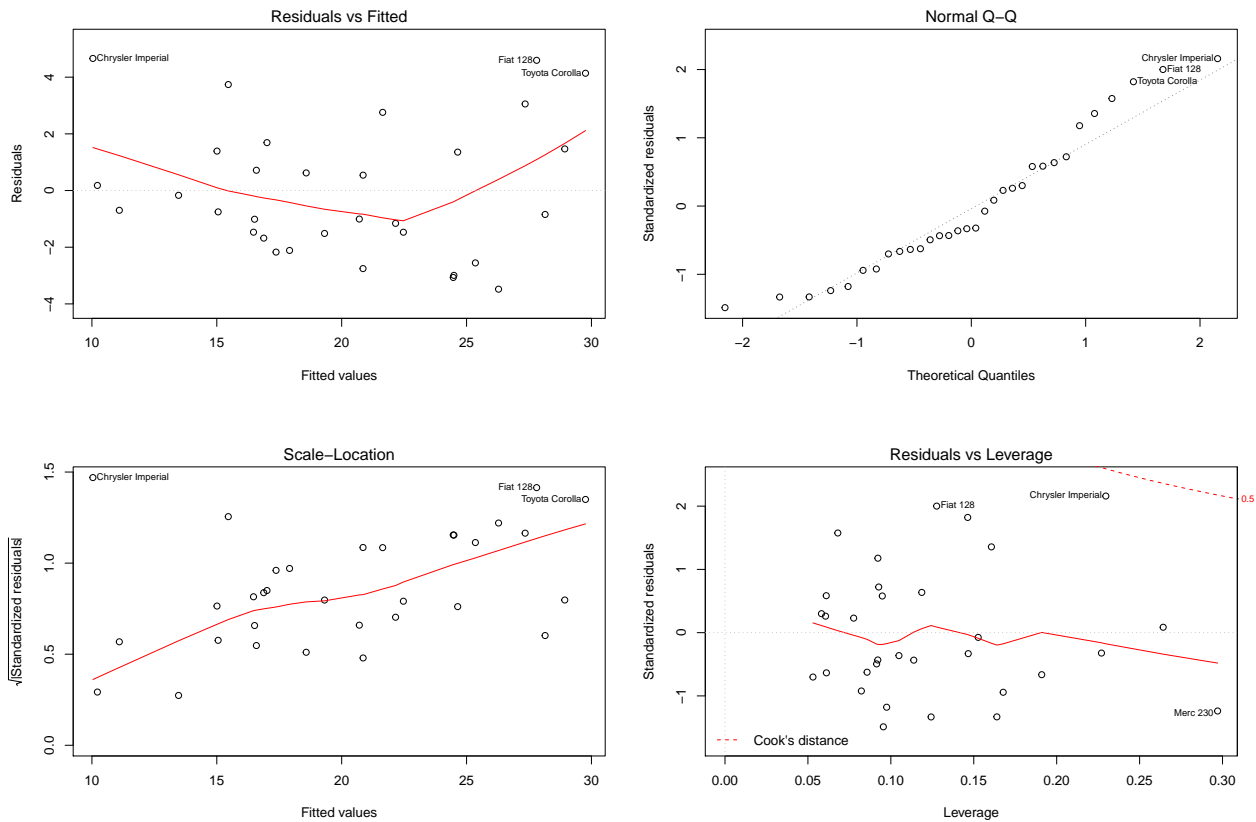 Residuals vs Fitted
Residuals
4
2
0
−2
−4
Chrysler Imperial
Fiat 128
Toyota Corolla
10 15 20 25 30
Fitted values
Normal Q−Q
Standardized residuals
2
1
0
−1
Chrysler Imperial
Fiat 128
Toyota Corolla
−2 −1 0 1 2
Theoretical Quantiles
Scale−Location
√|Standardized residuals|
1.5
1.0
0.5
0.0
Chrysler Imperial
Fiat 128
Toyota Corolla
10 15 20 25 30
Fitted values
Residuals vs Leverage
Standardized residuals
2
1
0
−1
0.5
Chrysler Imperial
Fiat 128
Merc 230
Cook's distance
0.00 0.05 0.10 0.15 0.20 0.25 0.30
Leverage